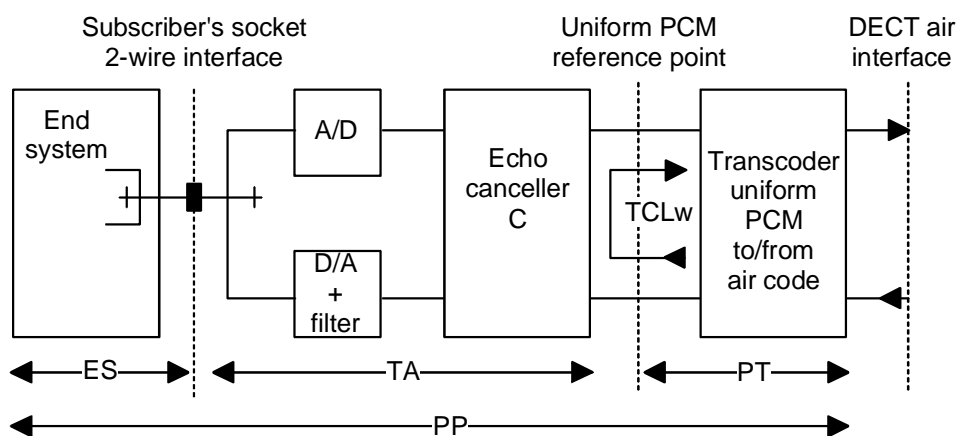 Subscriber's socket
2-wire interface
Uniform PCM
reference point
DECT air
interface
End
system
A/D
D/A
+
filter
Echo
canceller
C
TCLw
Transcoder
uniform
PCM
to/from
air code
ES
TA
PT
PP